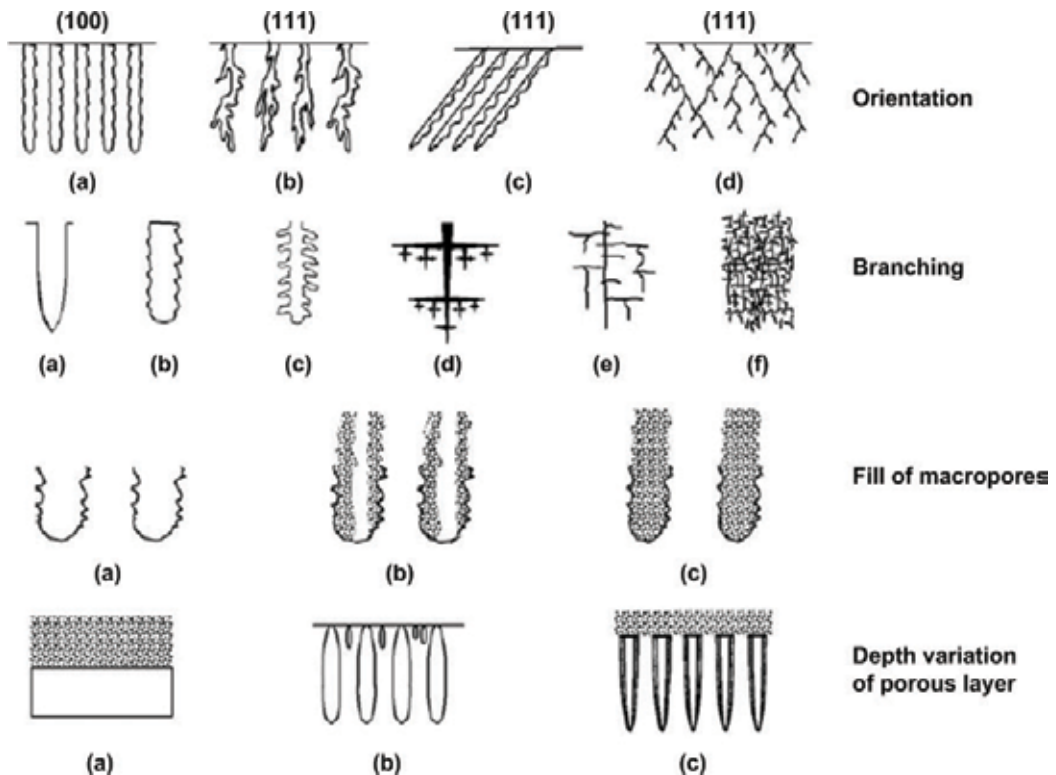 (100) (111) (111) (111)
Orientation
(a) (b) (c) (d)
Branching
(a) (b) (c) (d) (e) (f)
Fill of macropores
(a) (b) (c)
Depth variation
of porous layer
(a) (b) (c)